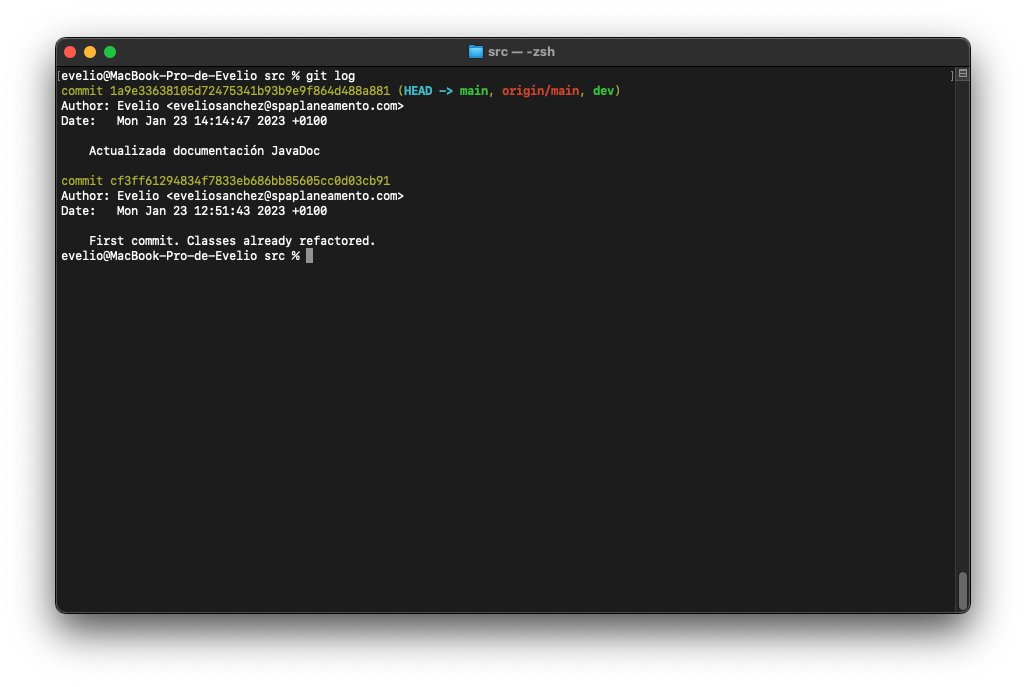 src — -zsh
[evelio@MacBook-Pro-de-Evelio src % git log ]
commit 1a9e33638105d72475341b93b9e9f864d488a881 (HEAD -> main, origin/main, dev)
Author: Evelio <eveliosanchez@spaplaneamento.com>
Date:   Mon Jan 23 14:14:47 2023 +0100
    Actualizada documentación JavaDoc
commit cf3ff61294834f7833eb686bb85605cc0d03cb91
Author: Evelio <eveliosanchez@spaplaneamento.com>
Date:   Mon Jan 23 12:51:43 2023 +0100
    First commit. Classes already refactored.
evelio@MacBook-Pro-de-Evelio src %